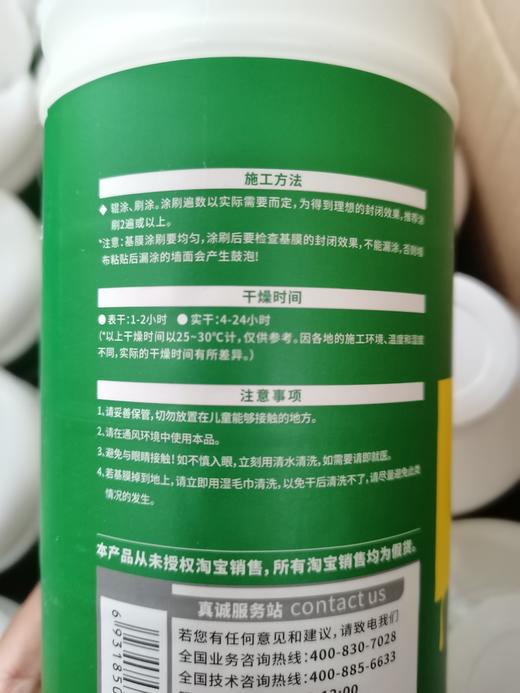 施工方法
◆ 辊涂、刷涂。涂刷遍数以实际需要而定,为得到理想的封闭效果,推荐涂
刷2遍或以上。
*注意:基膜涂刷要均匀,涂刷后要检查基膜的封闭效果,不能漏涂,否则墙
布粘贴后漏涂的墙面会产生鼓泡!
干燥时间
●表干:1-2小时 ●实干:4-24小时
(*以上干燥时间以25~30℃计,仅供参考。因各地的施工环境、温度和湿度
不同,实际的干燥时间有所差异。)
注意事项
1、请妥善保管,切勿放置在儿童能够接触的地方。
2、请在通风环境中使用本品。
3、避免与眼睛接触!如不慎入眼,立刻用清水清洗,如需要请即就医。
4、若基膜掉到地上,请立即用湿毛巾清洗,以免干后清洗不了,请尽量避免此类
情况的发生。
本产品从未授权淘宝销售,所有淘宝销售均为假货。
真诚服务站 contact us
若您有任何意见和建议,请致电我们
全国业务咨询热线:400-830-7028
全国技术咨询热线:400-885-6633
6 931850